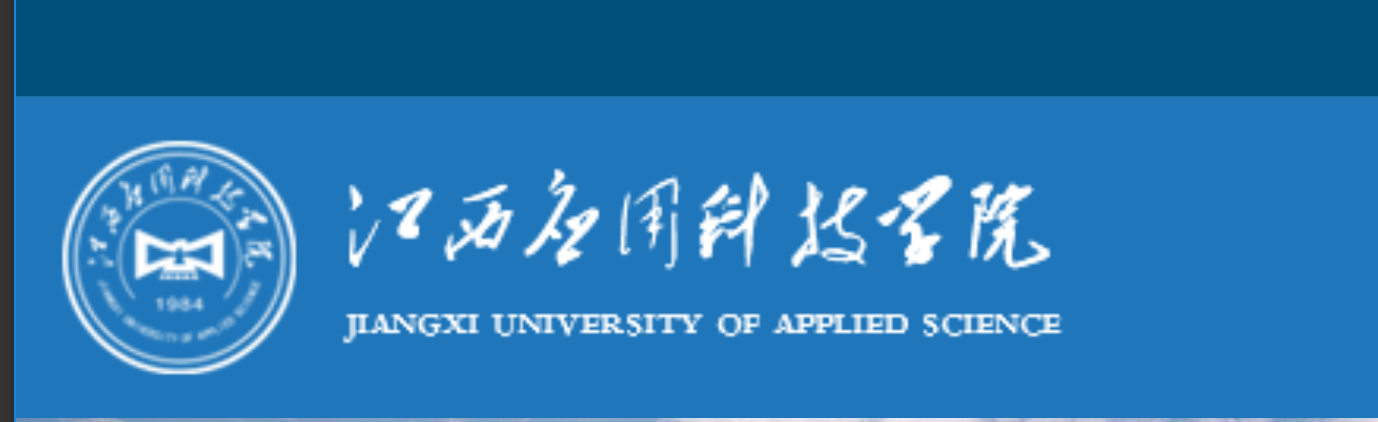 江西应用科技学院
1984
JIANGXI UNIVERSITY OF APPLIED SCIENCE
江西应用科技学院
JIANGXI UNIVERSITY OF APPLIED SCIENCE